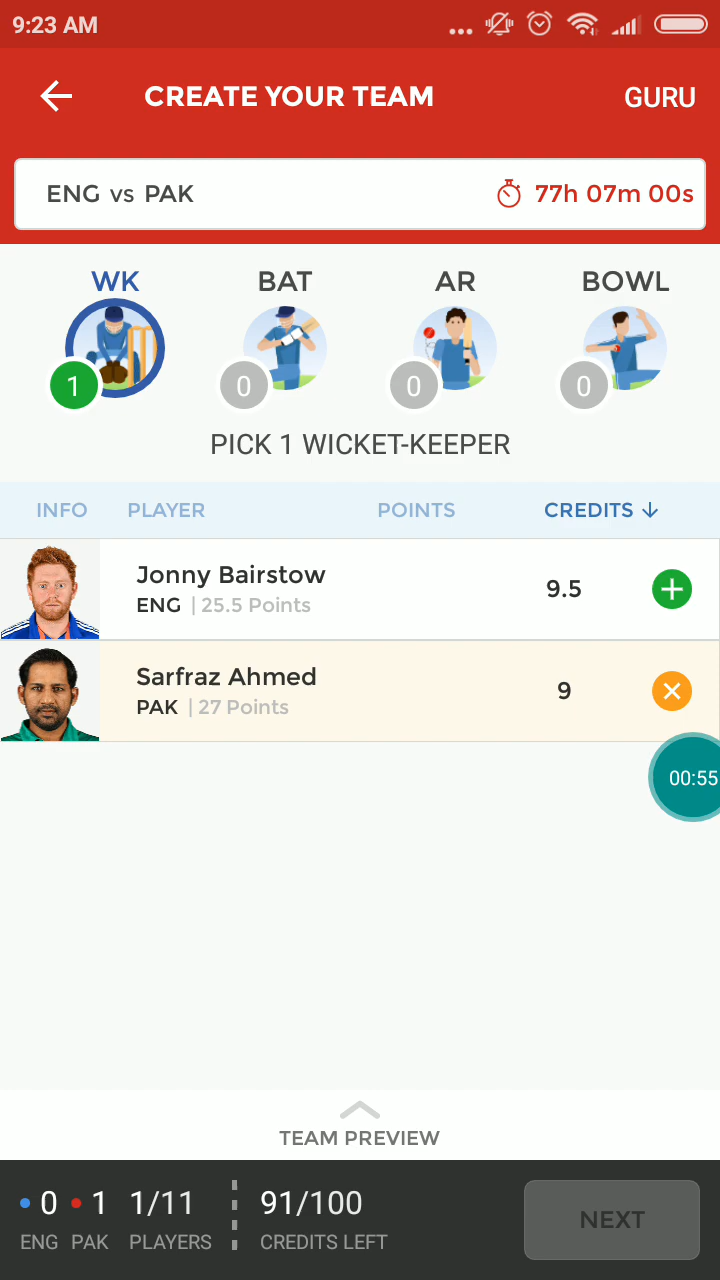 9:23 AM
CREATE YOUR TEAM
GURU
ENG vs PAK
77h 07m 00s
WK BAT AR BOWL
1 0 0 0
PICK 1 WICKET-KEEPER
INFO PLAYER POINTS CREDITS
Jonny Bairstow
ENG | 25.5 Points
9.5
Sarfraz Ahmed
PAK | 27 Points
9
00:55
TEAM PREVIEW
0 1 1/11 91/100
ENG PAK PLAYERS CREDITS LEFT
NEXT